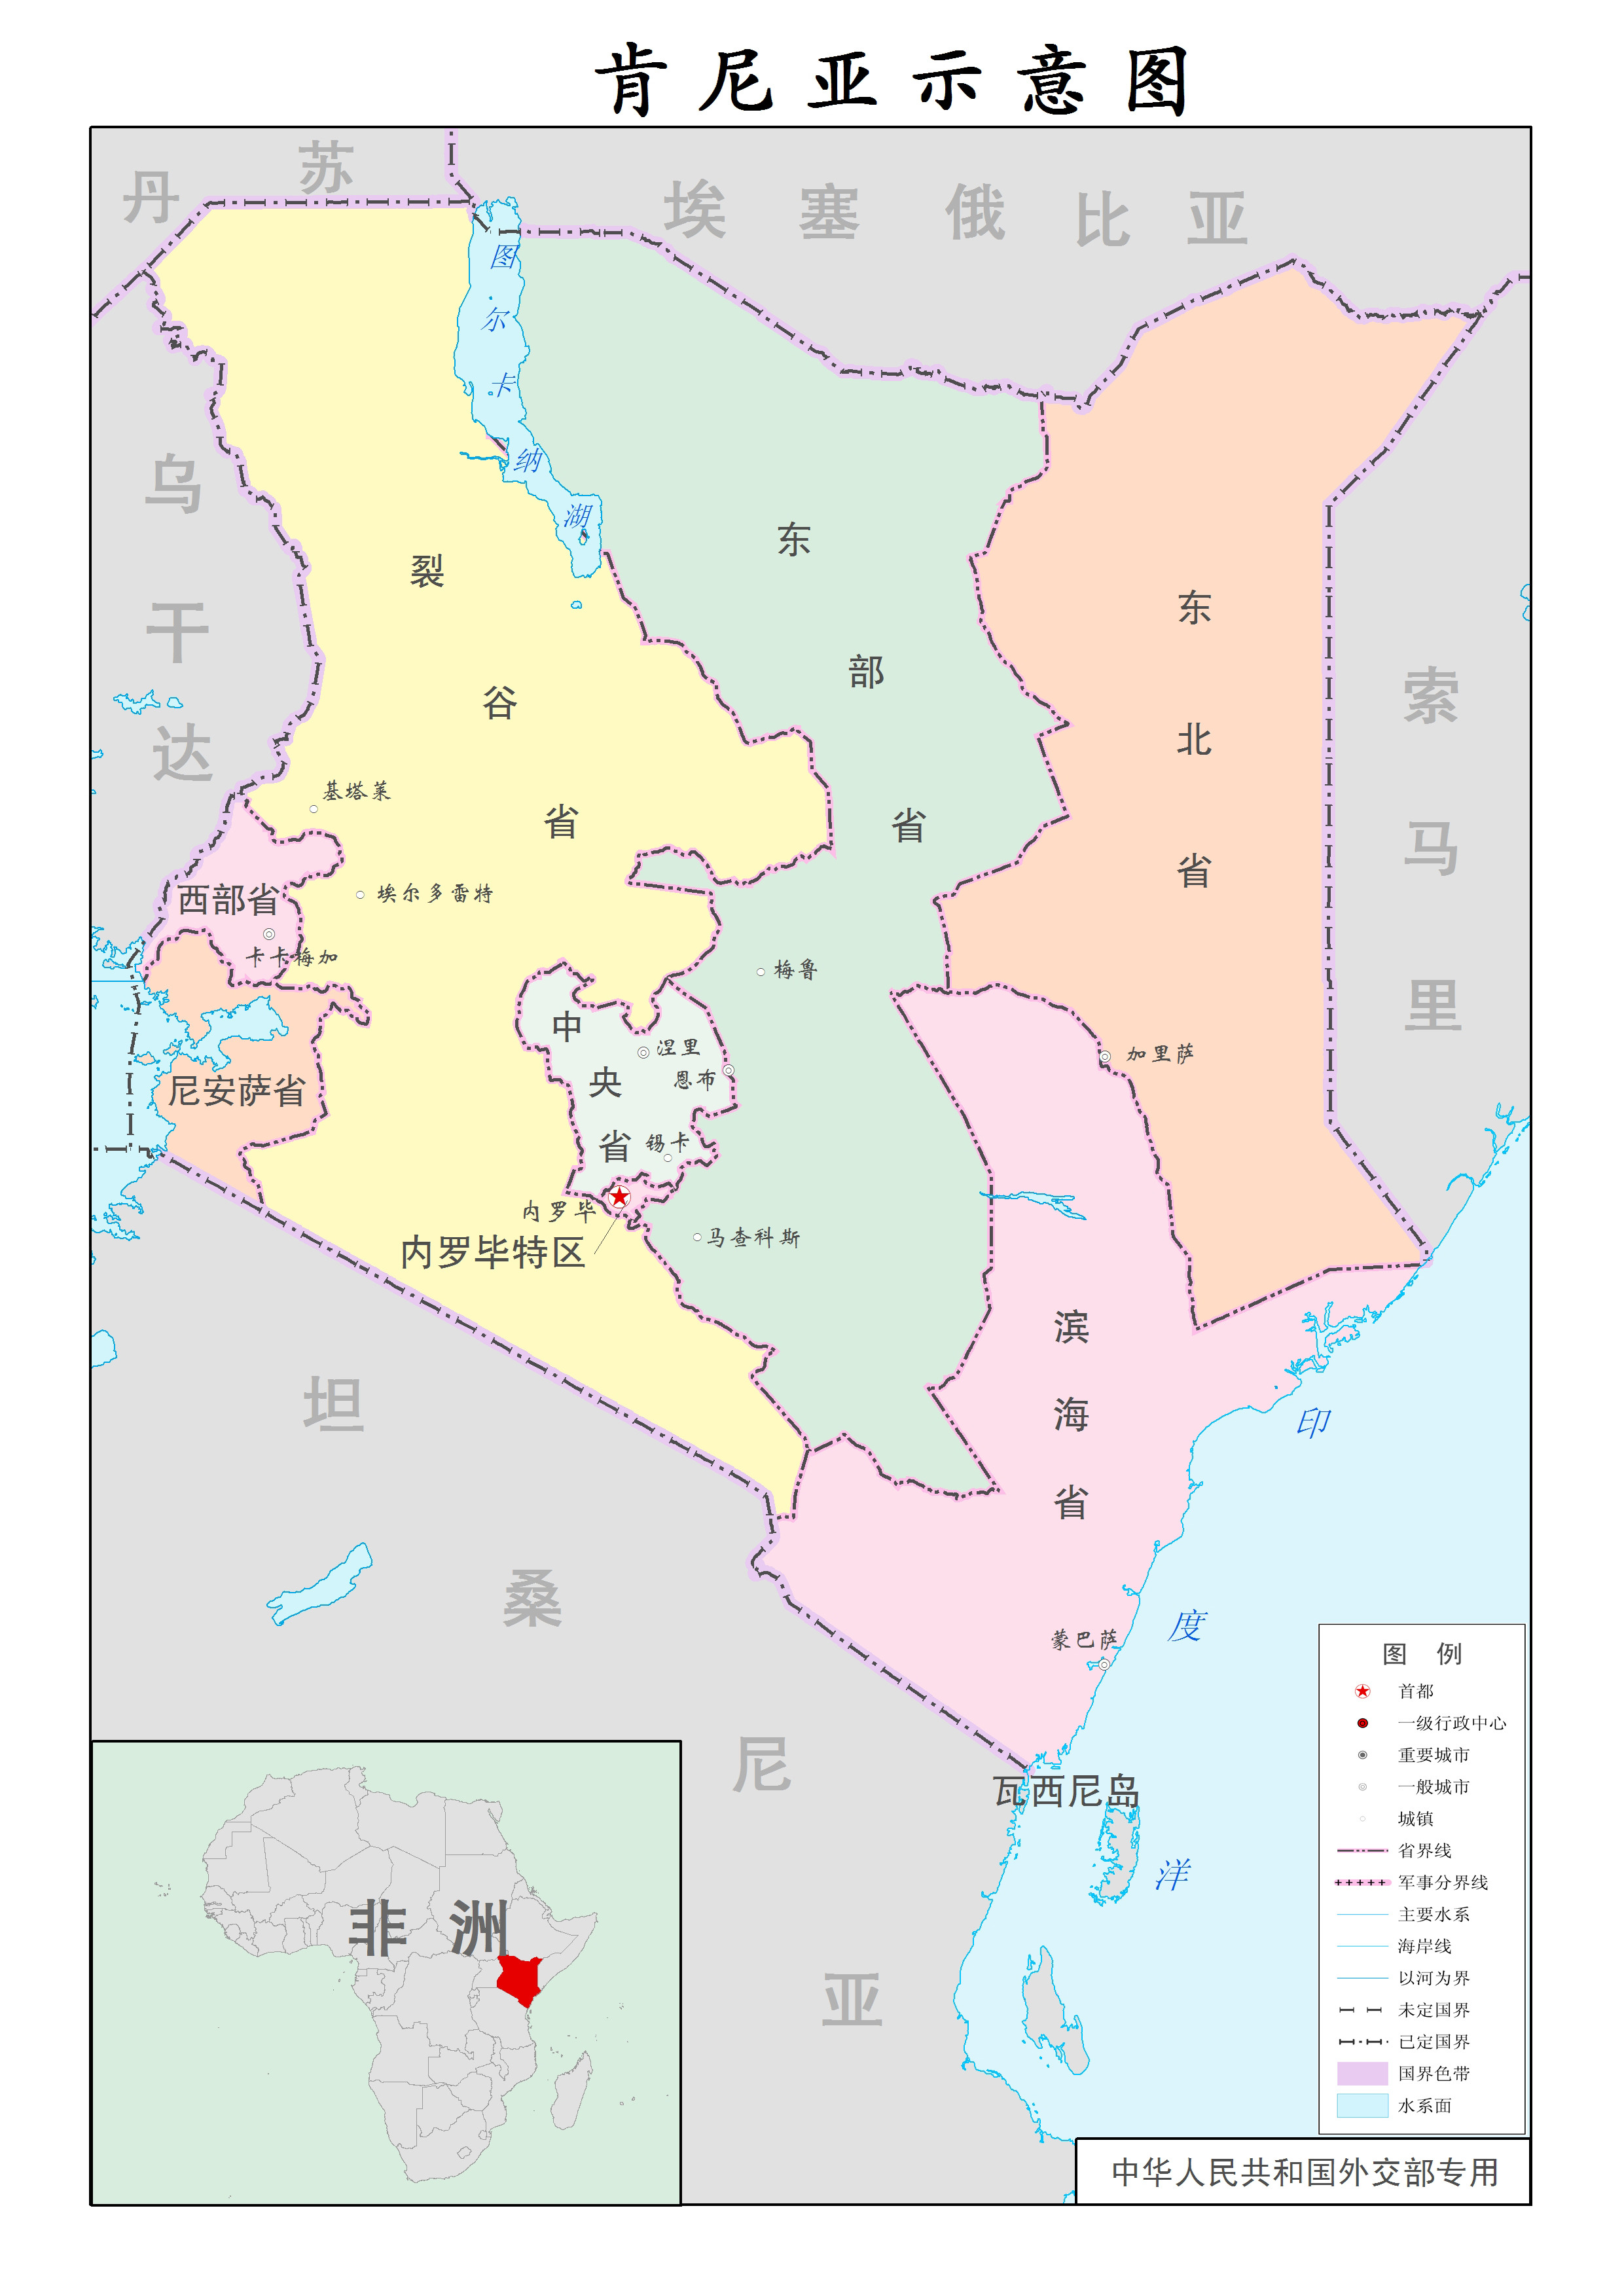 肯尼亚示意图
苏丹
埃塞俄比亚
图尔卡纳湖
乌干达
裂谷省
东部省
东北省
索马里
基塔莱
西部省
埃尔多雷特
卡卡梅加
梅鲁
中央省
涅里
恩布
加里萨
尼安萨省
锡卡
内罗毕
马查科斯
内罗毕特区
滨海省
坦桑尼亚
印度洋
蒙巴萨
瓦西尼岛
非洲
图例
首都
一级行政中心
重要城市
一般城市
城镇
省界线
军事分界线
主要水系
海岸线
以河为界
未定国界
已定国界
国界色带
水系面
中华人民共和国外交部专用